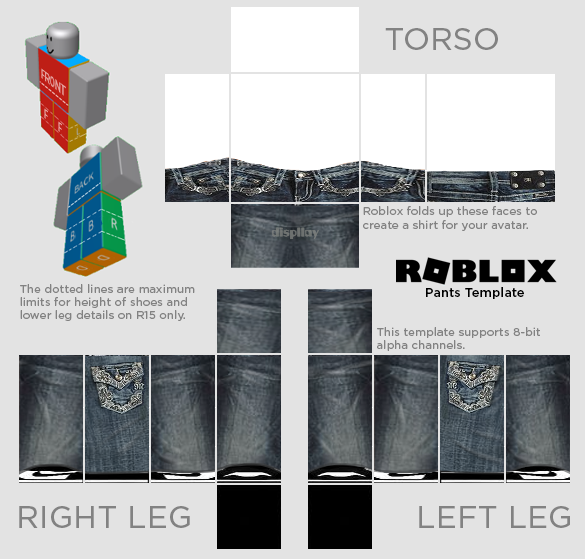 TORSO
FRONT
F F L
BACK
B B R
display
Roblox folds up these faces to
create a shirt for your avatar.
ROBLOX
Pants Template
The dotted lines are maximum
limits for height of shoes and
lower leg details on R15 only.
This template supports 8-bit
alpha channels.
RIGHT LEG
LEFT LEG